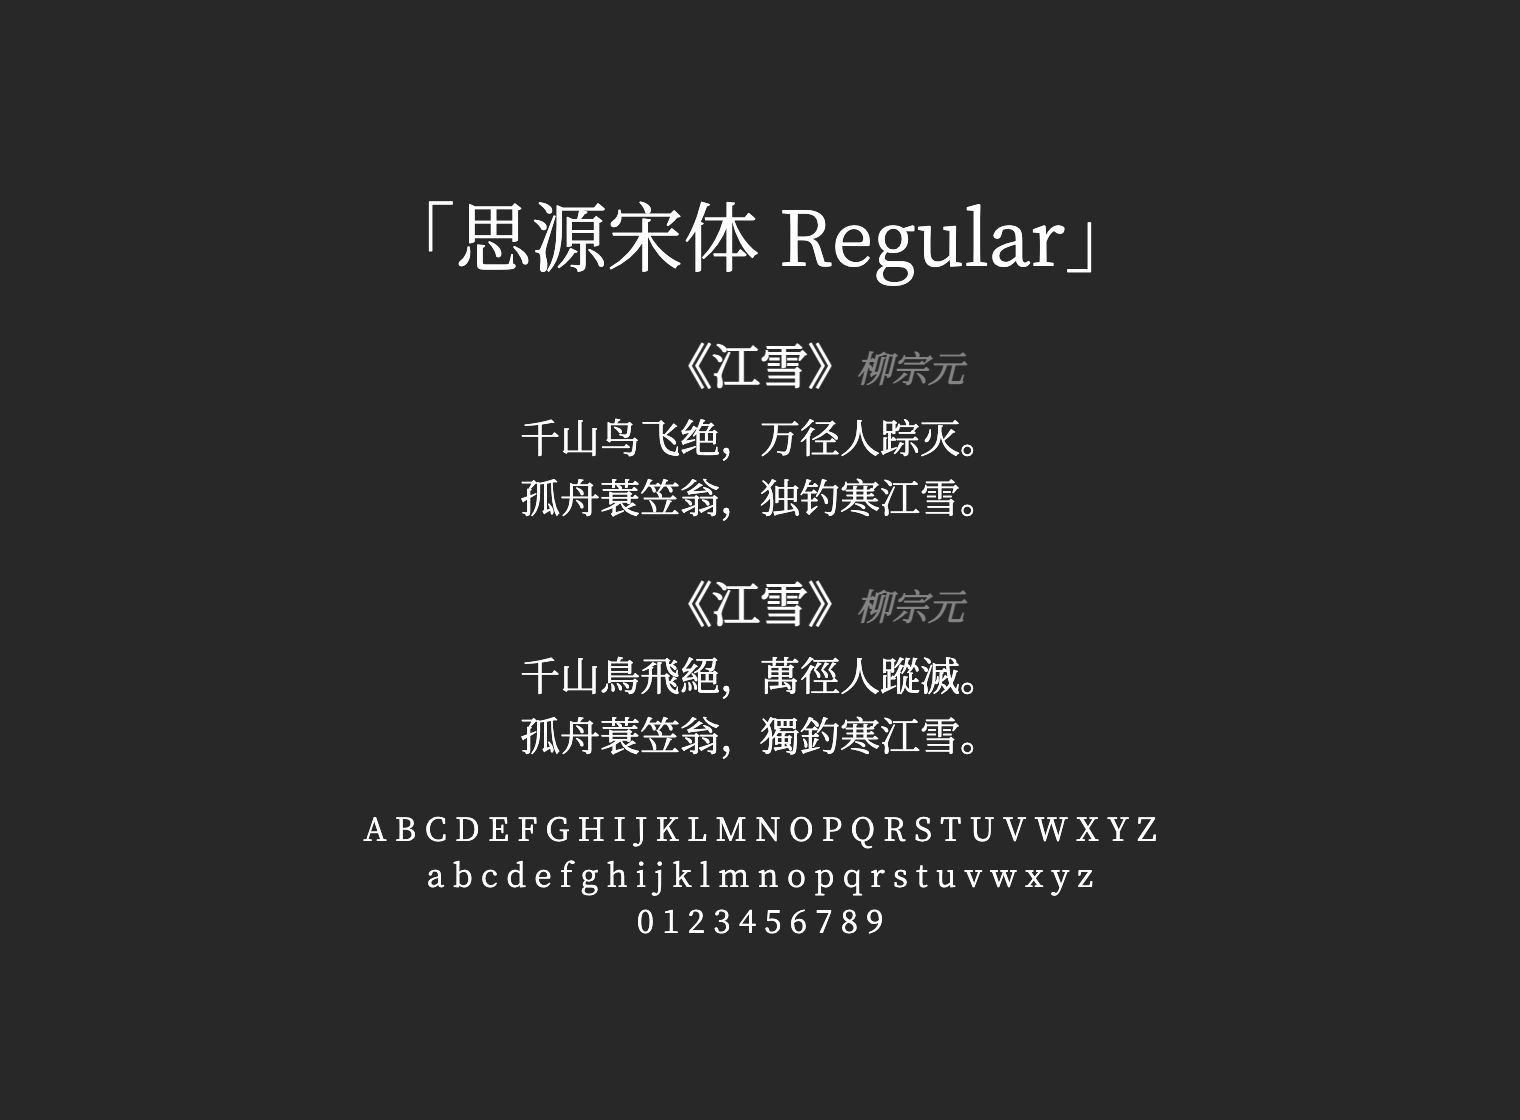 「思源宋体 Regular」
《江雪》柳宗元
千山鸟飞绝，万径人踪灭。
孤舟蓑笠翁，独钓寒江雪。
《江雪》柳宗元
千山鳥飛絕，萬徑人蹤滅。
孤舟蓑笠翁，獨釣寒江雪。
A B C D E F G H I J K L M N O P Q R S T U V W X Y Z
a b c d e f g h i j k l m n o p q r s t u v w x y z
0 1 2 3 4 5 6 7 8 9